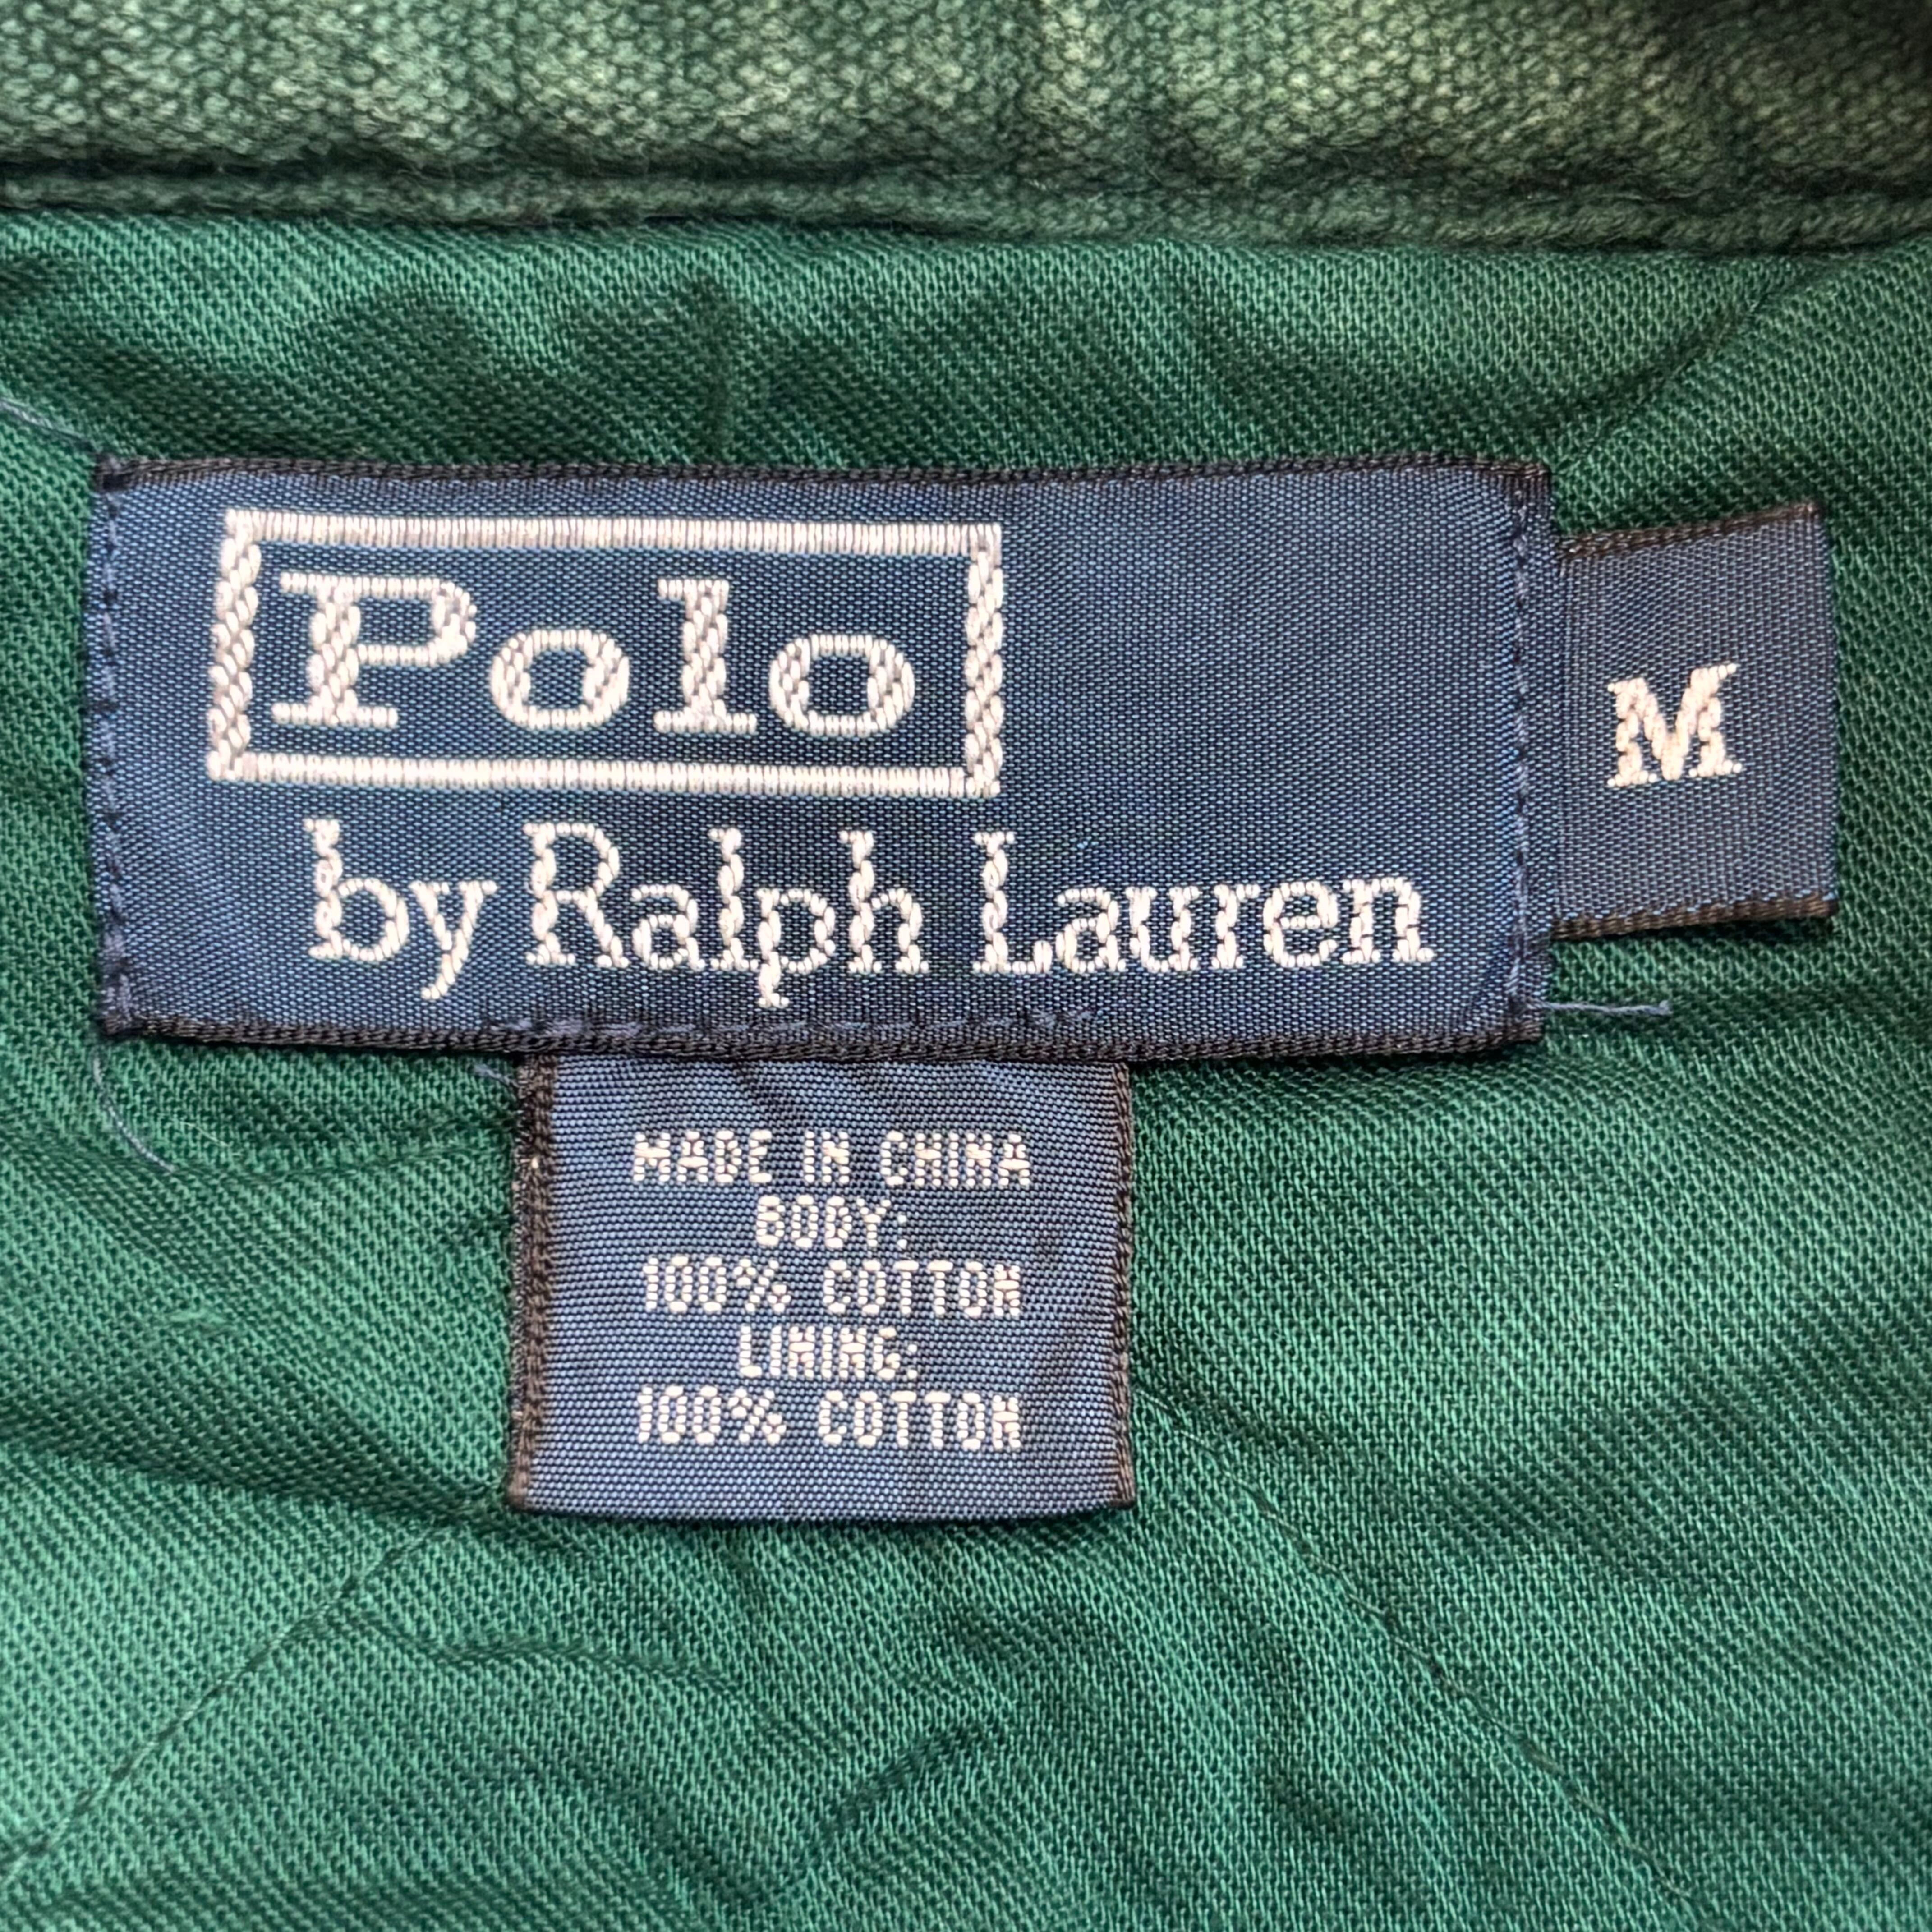 Polo
by Ralph Lauren
M
MADE IN CHINA
BODY:
100% COTTON
LINING:
100% COTTON